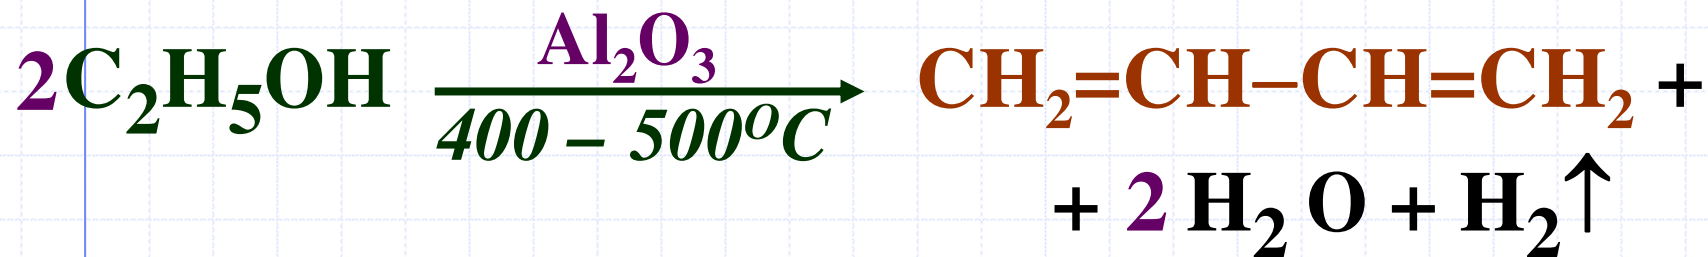 Al₂O₃
2C₂H₅OH ⟶ CH₂=CH–CH=CH₂ +
400 – 500ᴼC
+ 2 H₂ O + H₂↑